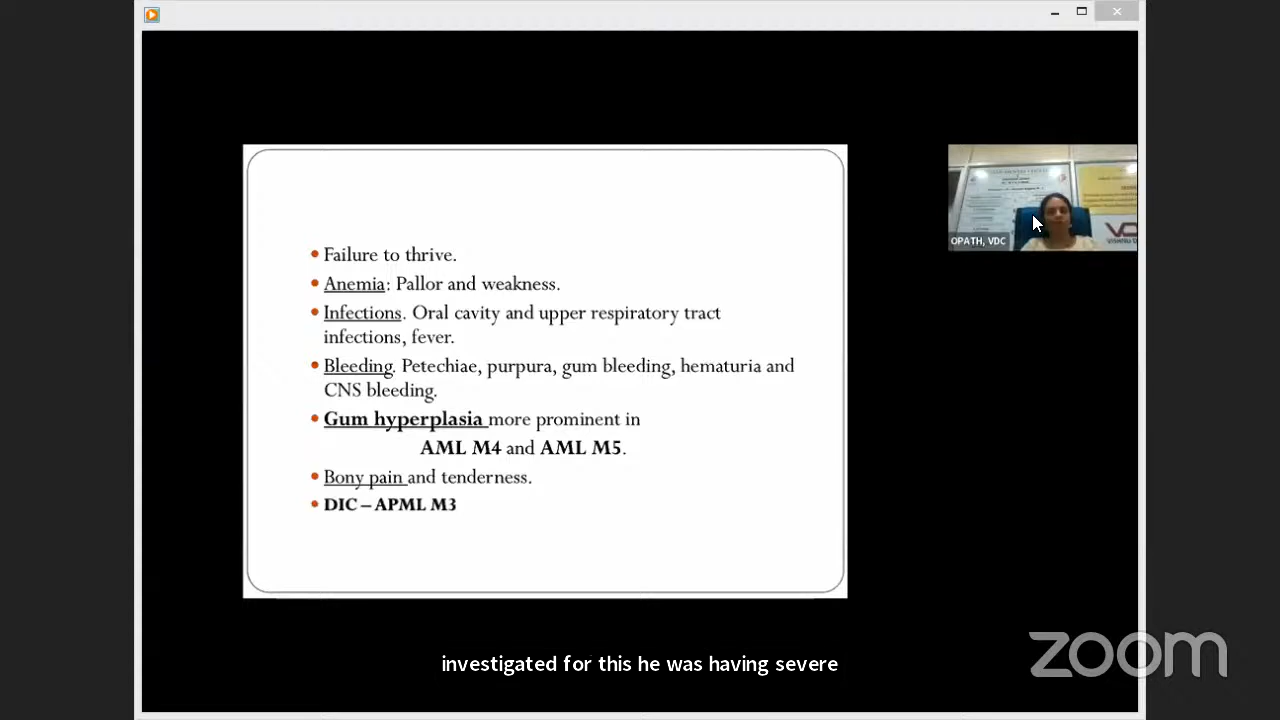 • Failure to thrive.
• Anemia: Pallor and weakness.
• Infections. Oral cavity and upper respiratory tract
infections, fever.
• Bleeding. Petechiae, purpura, gum bleeding, hematuria and
CNS bleeding.
• Gum hyperplasia more prominent in
AML M4 and AML M5.
• Bony pain and tenderness.
• DIC – APML M3
OPATH, VDC
investigated for this he was having severe
zoom